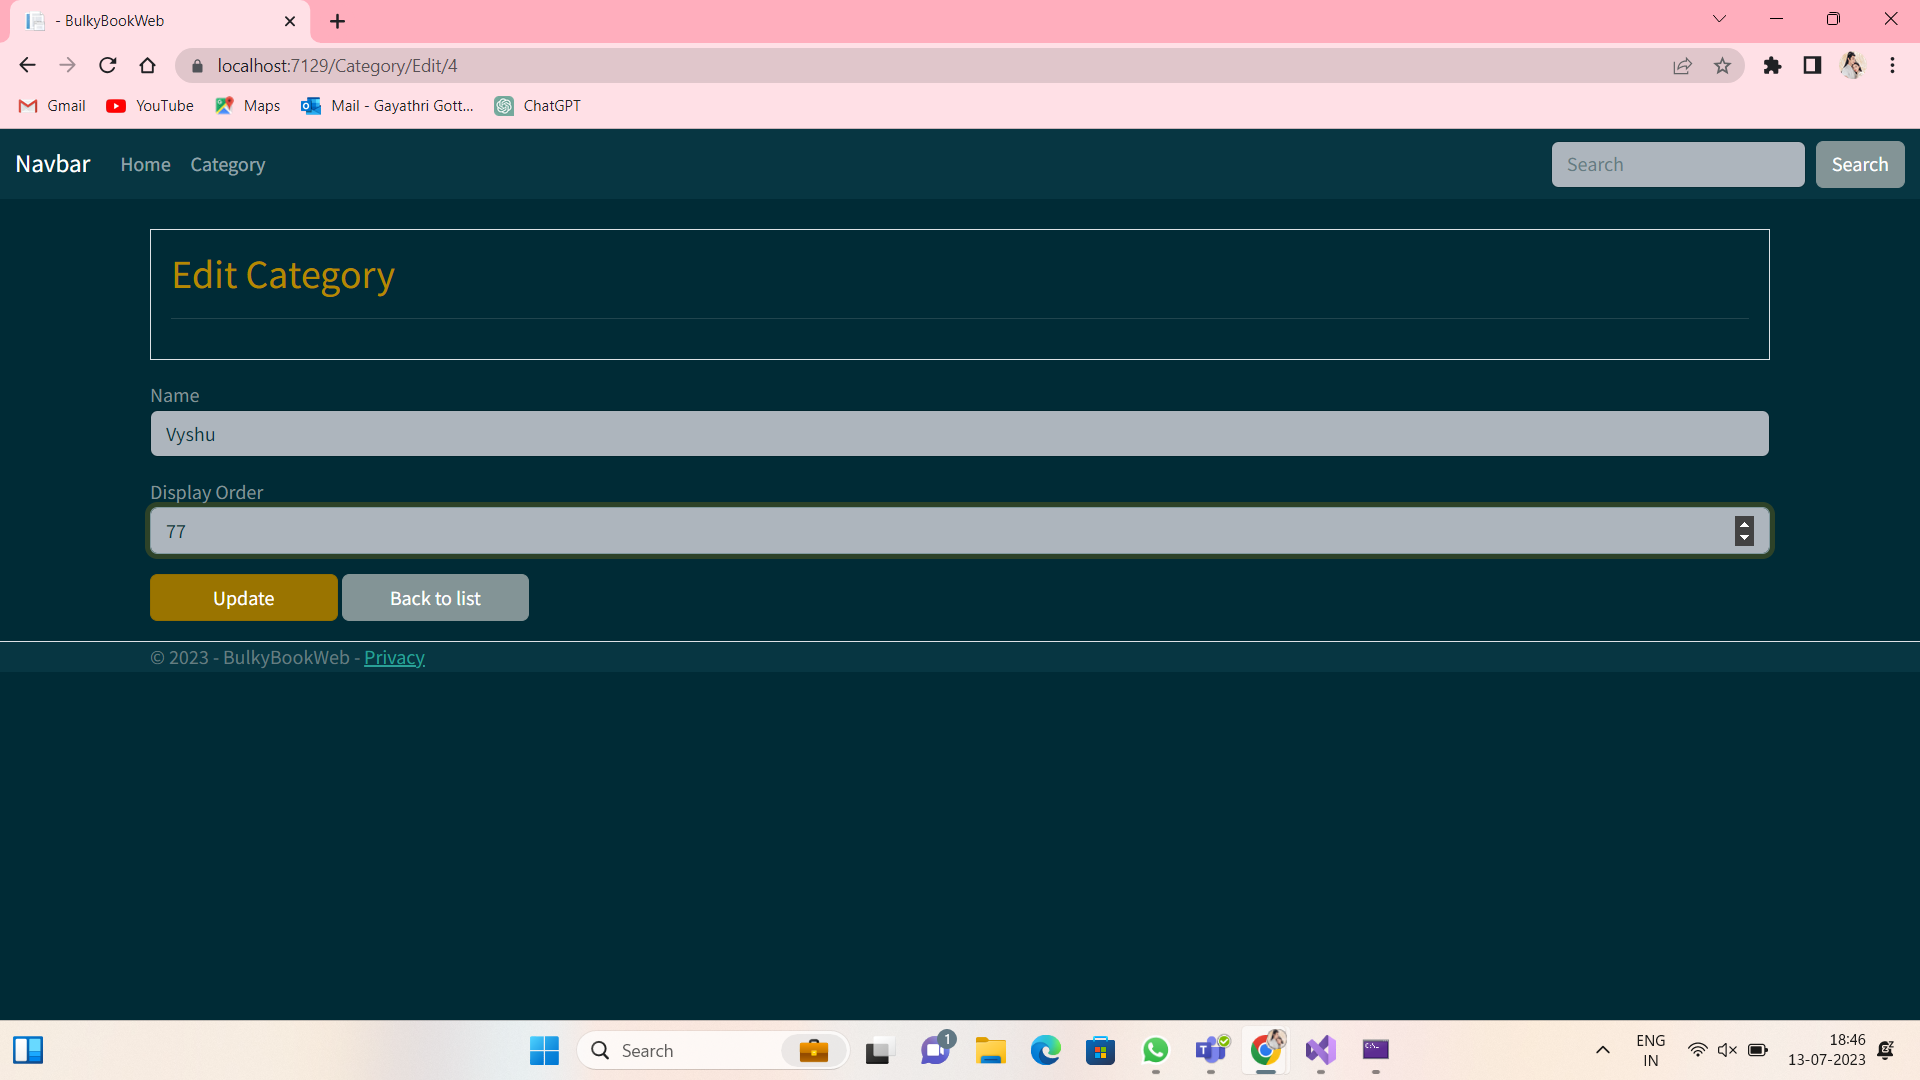 - BulkyBookWeb
localhost:7129/Category/Edit/4
Gmail YouTube Maps Mail - Gayathri Gott... ChatGPT
Navbar Home Category Search Search
Edit Category
Name
Vyshu
Display Order
77
Update Back to list
© 2023 - BulkyBookWeb - Privacy
Search 1 ENG 18:46
IN 13-07-2023